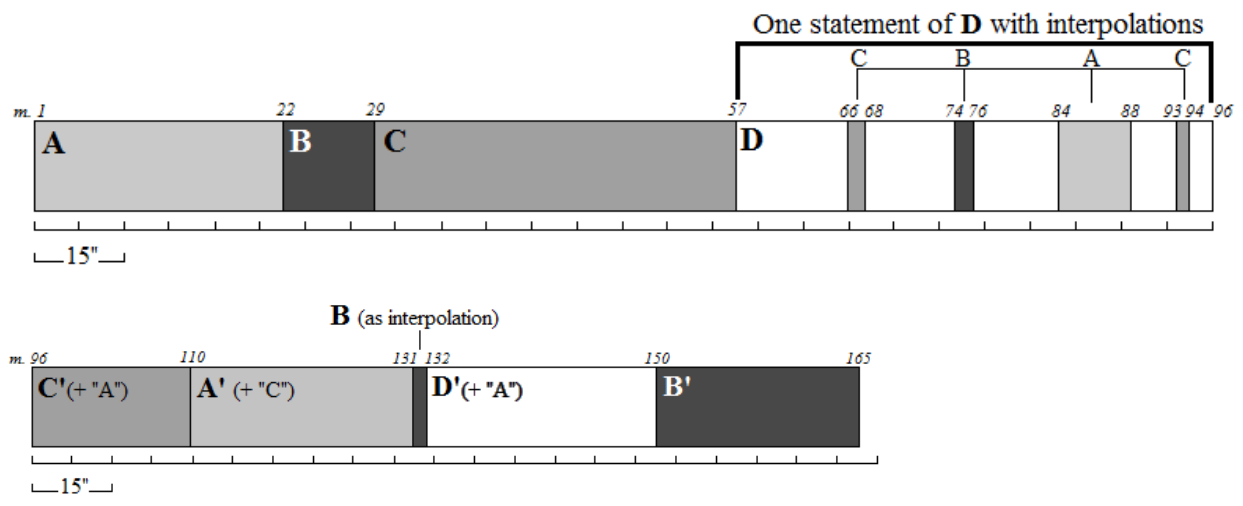 One statement of D with interpolations
C B A C
m. 1 22 29 57 66 68 74 76 84 88 93 94 96
A B C D
15"
B (as interpolation)
m. 96 110 131 132 150 165
C'(+ "A") A' (+ "C") D'(+ "A") B'
15"